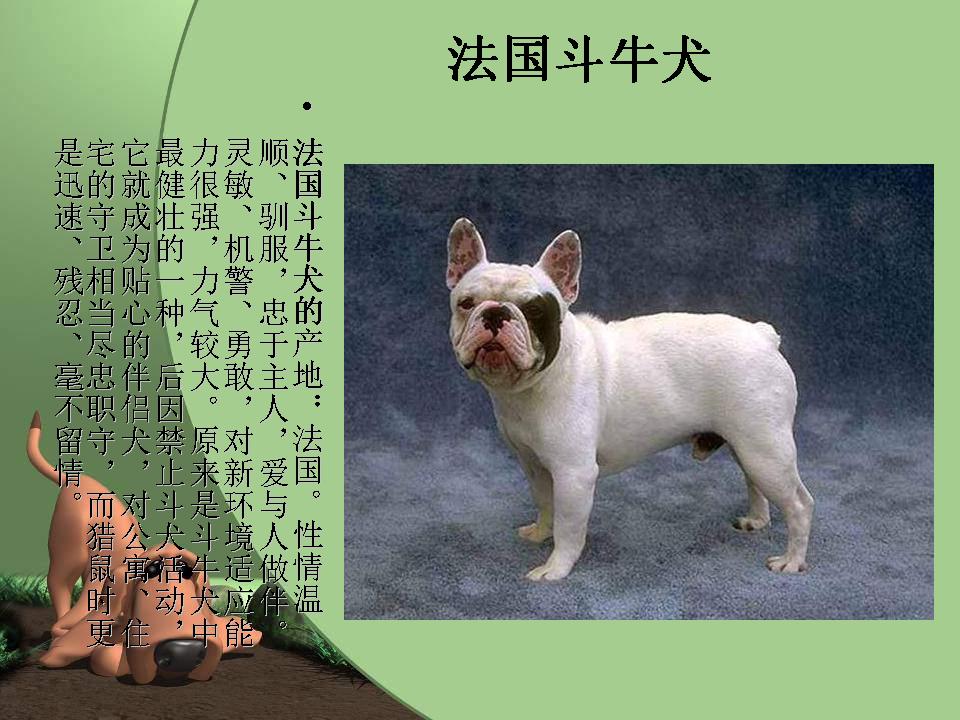 法国斗牛犬
• 法国斗牛犬的产地：法国。性情温
顺、驯服，忠于主人，爱与人做伴。
灵敏、机警、勇敢，对新环境适应能
力很强，力气较大。原来是斗牛犬中
最健壮的一种，后因禁止斗犬活动，
它就成为贴心的伴侣犬，对公寓、住
宅的守卫相当尽忠职守，而猎鼠时更
是迅速、残忍、毫不留情。